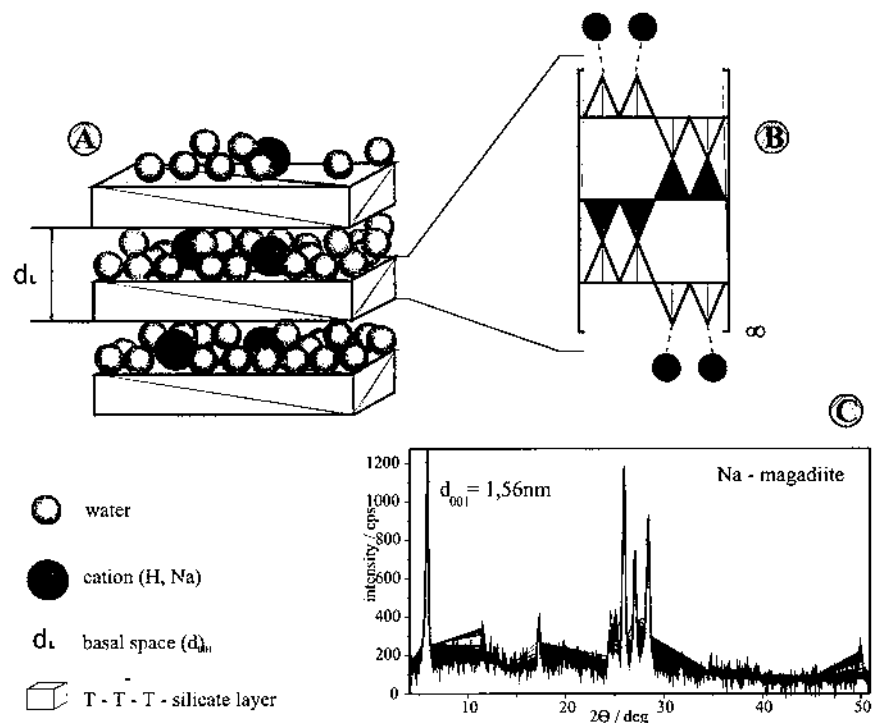 A
B
∞
dL
C
1200
1000
800
600
400
200
0
intensity / cps
d001 = 1,56nm
Na - magadiite
10
20
30
40
50
2Θ / deg
water
cation (H, Na)
dL basal space (d)
T - T - T - silicate layer